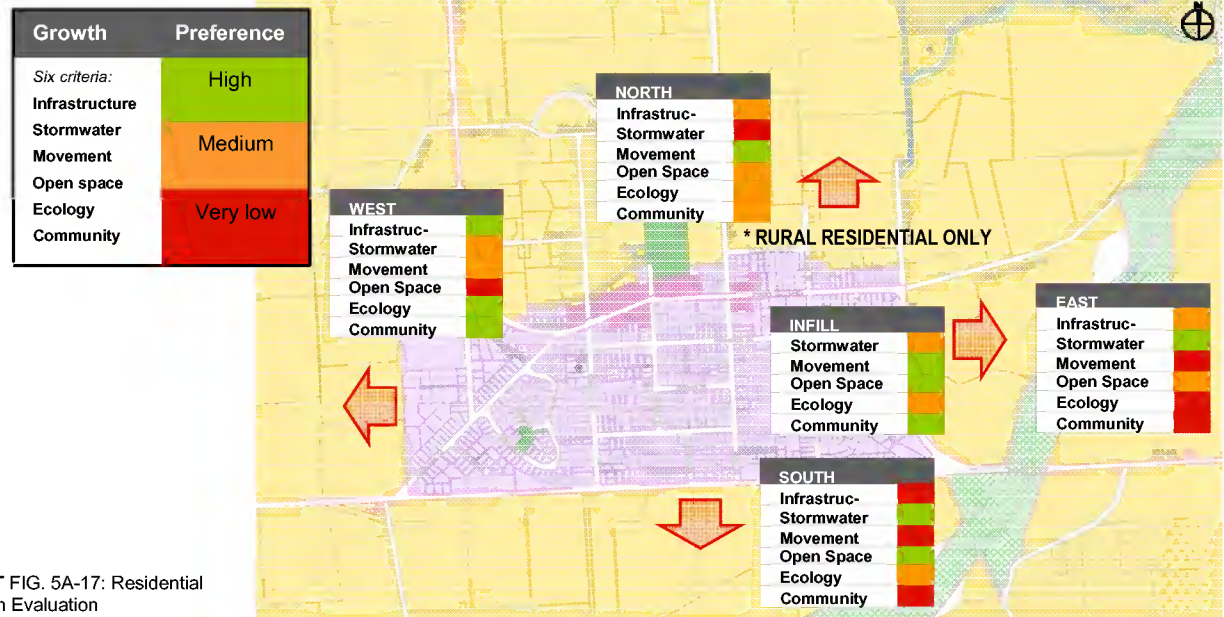 Growth Preference
Six criteria:
Infrastructure
Stormwater
Movement
Open space
Ecology
Community
High
Medium
Very low
N
NORTH
Infrastruc-
Stormwater
Movement
Open Space
Ecology
Community
* RURAL RESIDENTIAL ONLY
WEST
Infrastruc-
Stormwater
Movement
Open Space
Ecology
Community
INFILL
Stormwater
Movement
Open Space
Ecology
Community
EAST
Infrastruc-
Stormwater
Movement
Open Space
Ecology
Community
SOUTH
Infrastruc-
Stormwater
Movement
Open Space
Ecology
Community
FIG. 5A-17: Residential
Evaluation